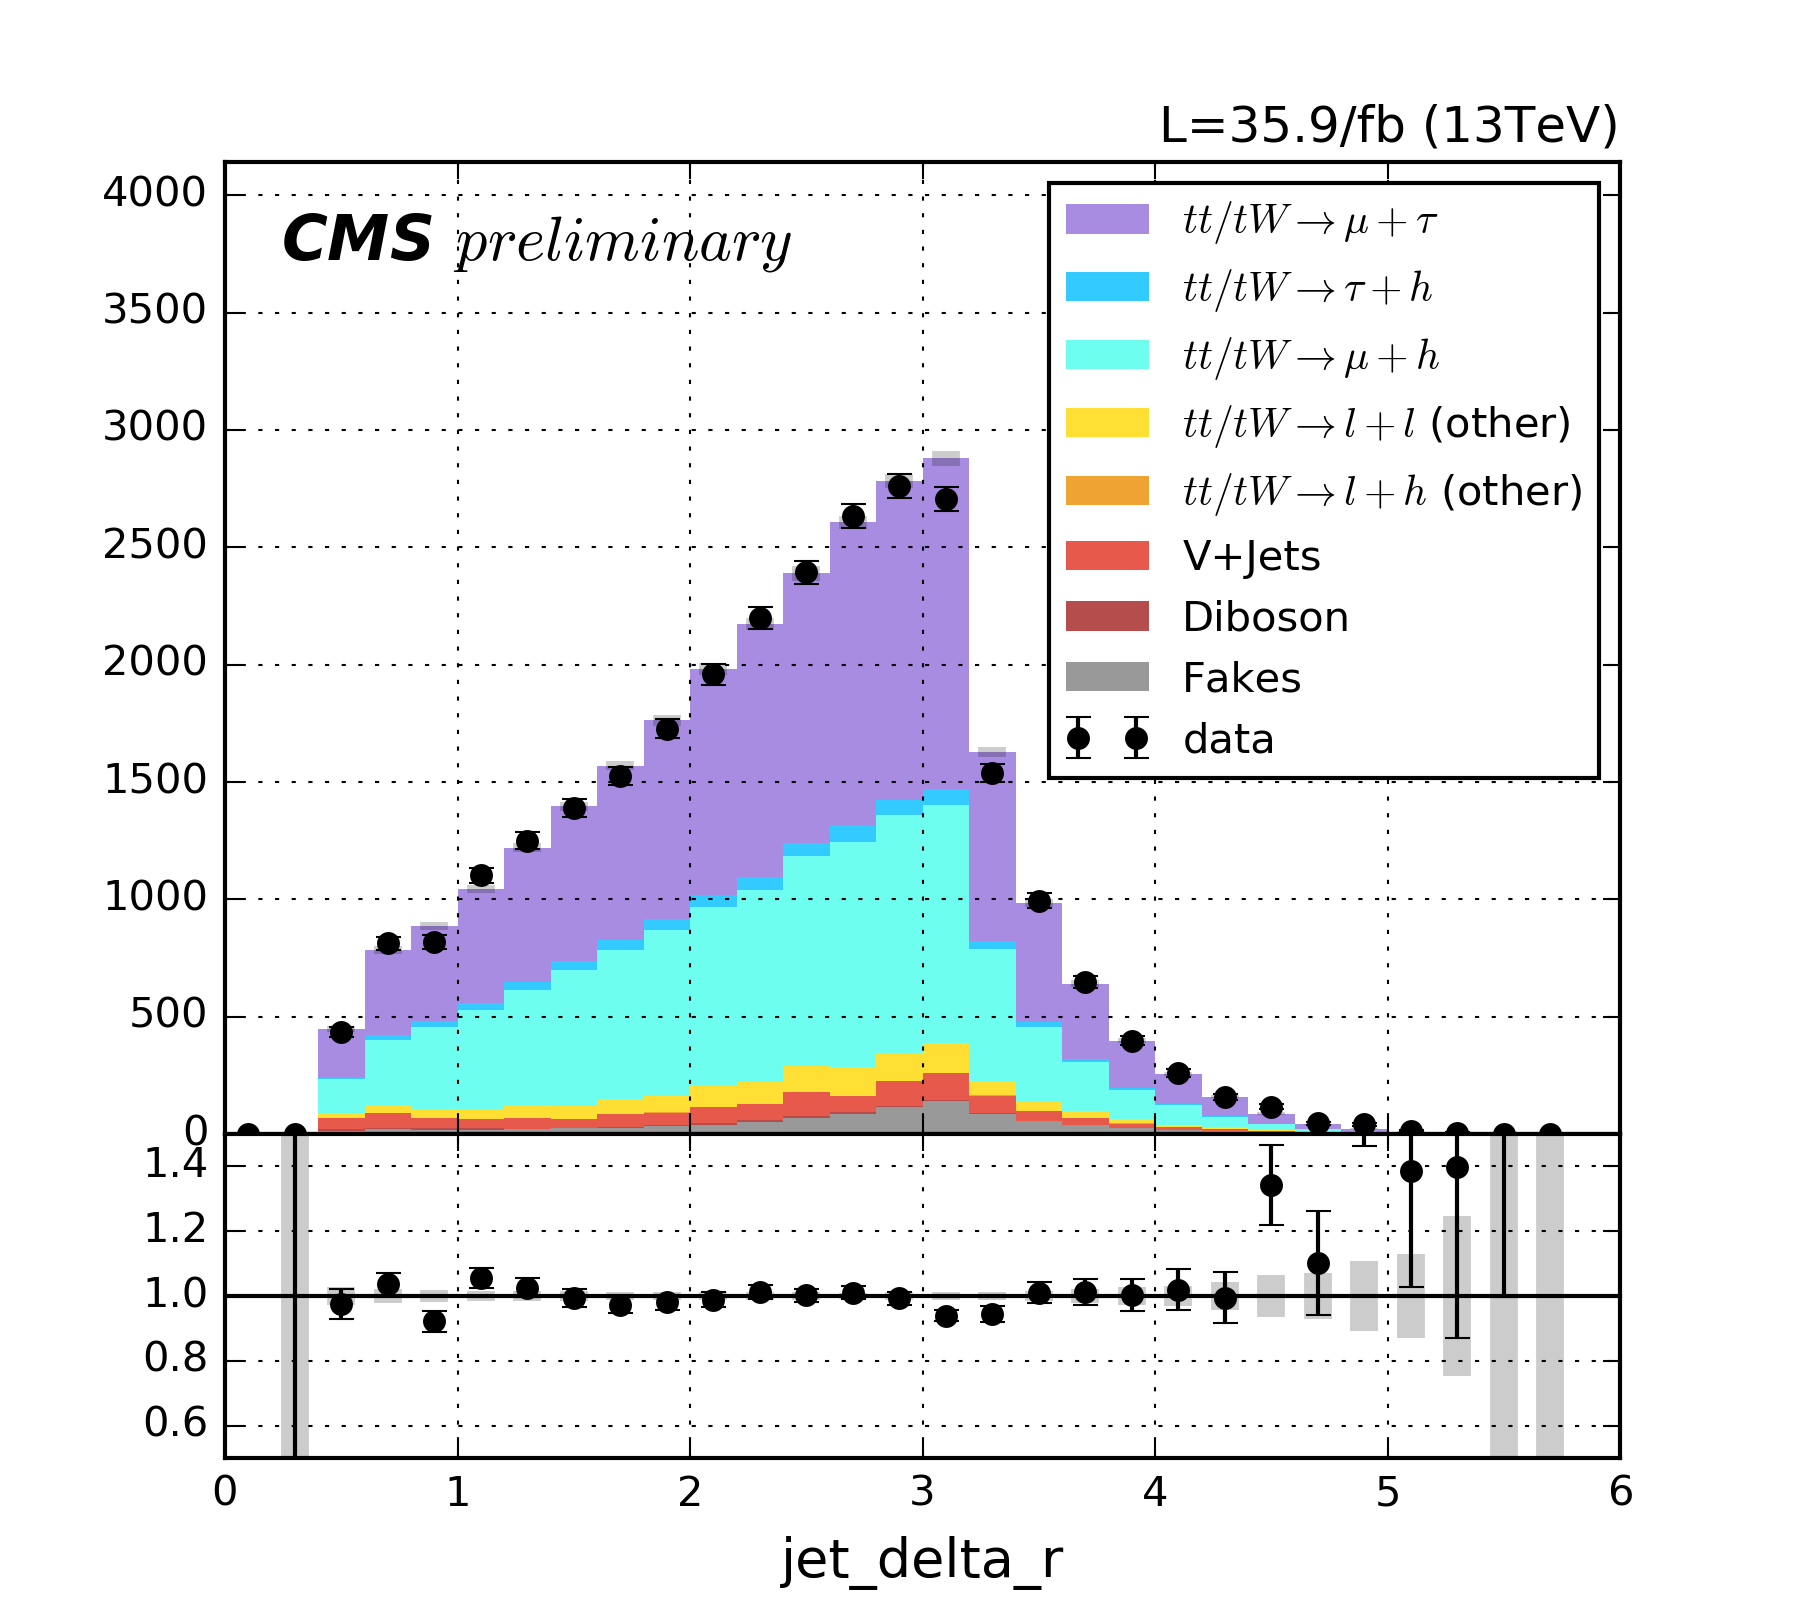 L=35.9/fb (13TeV)
CMS preliminary
4000
3500
3000
2500
2000
1500
1000
500
0
tt/tW→μ+τ
tt/tW→τ+h
tt/tW→μ+h
tt/tW→l+l (other)
tt/tW→l+h (other)
V+Jets
Diboson
Fakes
data
1.4
1.2
1.0
0.8
0.6
0 1 2 3 4 5 6
jet_delta_r